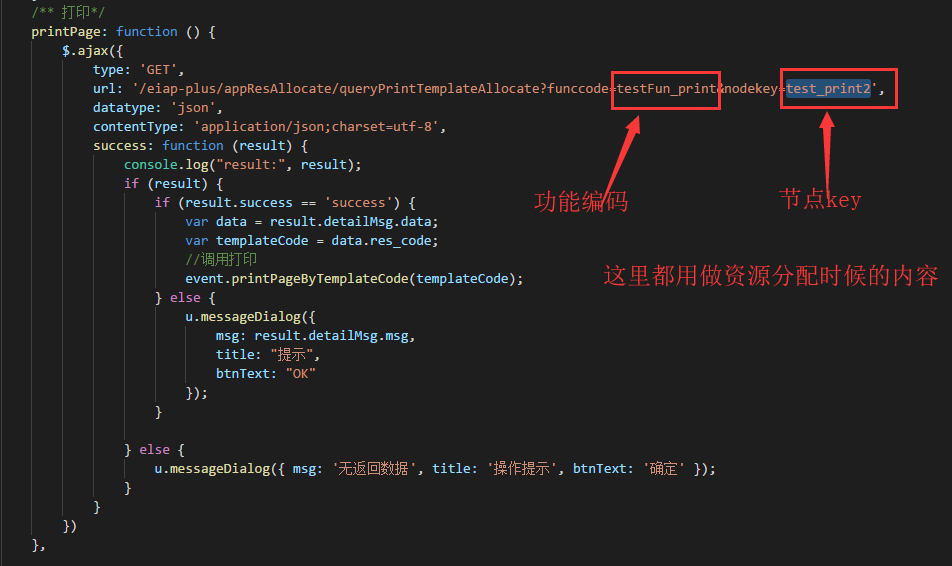 /** 打印*/
printPage: function () {
$.ajax({
type: 'GET',
url: '/eiap-plus/appResAllocate/queryPrintTemplateAllocate?funccode=testFun_print&nodekey=test_print2',
datatype: 'json',
contentType: 'application/json;charset=utf-8',
success: function (result) {
console.log("result:", result);
if (result) {
if (result.success == 'success') {
功能编码
节点key
var data = result.detailMsg.data;
var templateCode = data.res_code;
//调用打印
这里都用做资源分配时候的内容
event.printPageByTemplateCode(templateCode);
} else {
u.messageDialog({
msg: result.detailMsg.msg,
title: "提示",
btnText: "OK"
});
}
} else {
u.messageDialog({ msg: '无返回数据', title: '操作提示', btnText: '确定' });
}
}
})
},